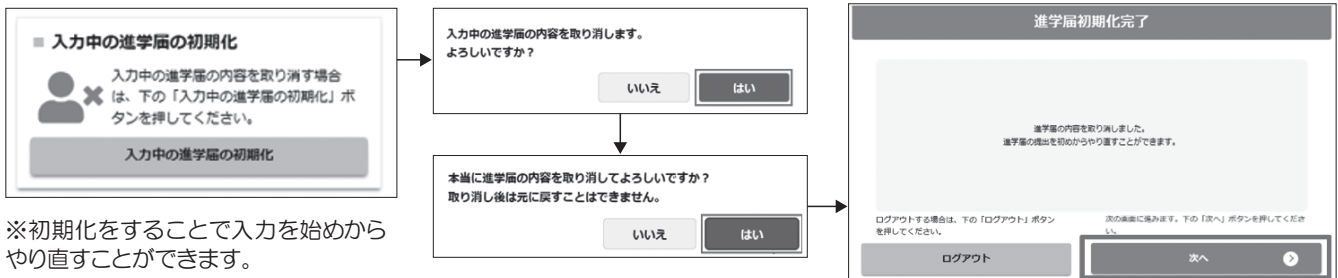 ■ 入力中の進学届の初期化
入力中の進学届の内容を取り消す場合
は、下の「入力中の進学届の初期化」ボ
タンを押してください。
入力中の進学届の初期化
※初期化をすることで入力を始めから
やり直すことができます。
入力中の進学届の内容を取り消します。
よろしいですか？
いいえ
はい
本当に進学届の内容を取り消してよろしいですか？
取り消し後は元に戻すことはできません。
いいえ
はい
進学届初期化完了
進学届の内容を取り消しました。
進学届の提出を初めからやり直すことができます。
ログアウトする場合は、下の「ログアウト」ボタン
を押してください。
ログアウト
次の画面に進みます。下の「次へ」ボタンを押してくださ
い。
次へ